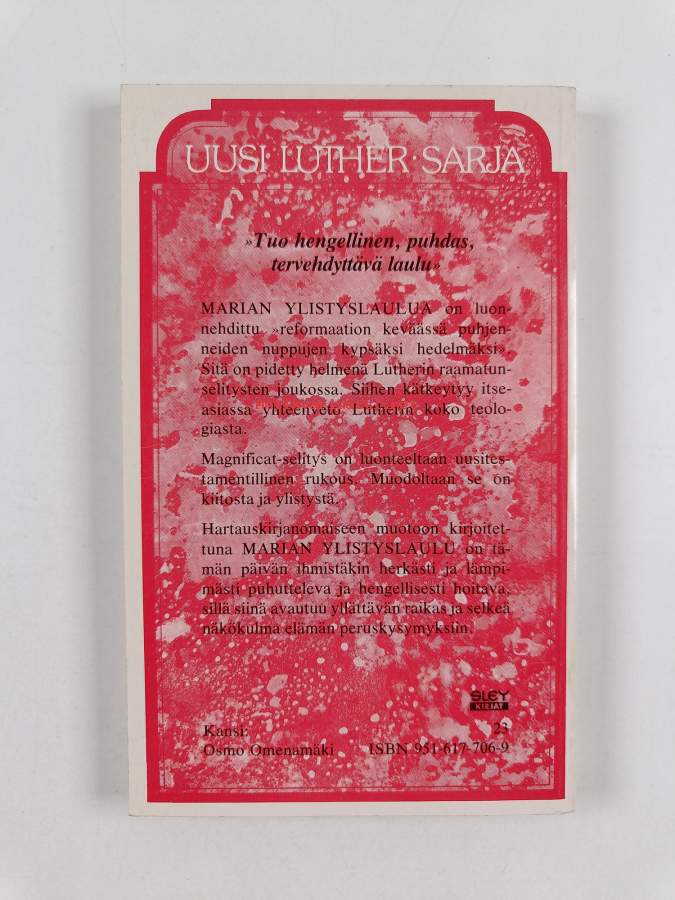 UUSI LUTHER·SARJA
»Tuo hengellinen, puhdas,
tervehdyttävä laulu»
MARIAN YLISTYSLAULUA on luon-
nehdittu »reformaation keväässä puhjen-
neiden nuppujen kypsäksi hedelmäksi».
Sitä on pidetty helmenä Lutherin raamatun-
selitysten joukossa. Siihen kätkeytyy itse-
asiassa yhteenveto Lutherin koko teolo-
giasta.
Magnificat-selitys on luonteeltaan uusites-
tamentillinen rukous. Muodoltaan se on
kiitosta ja ylistystä.
Hartauskirjanomaiseen muotoon kirjoitet-
tuna MARIAN YLISTYSLAULU on tä-
män päivän ihmistäkin herkästi ja lämpi-
mästi puhutteleva ja hengellisesti hoitava,
sillä siinä avautuu yllättävän raikas ja selkeä
näkökulma elämän peruskysymyksiin.
SLEY
KIRJAT
Kansi: 23
Osmo Omenamäki ISBN 951-617-706-9